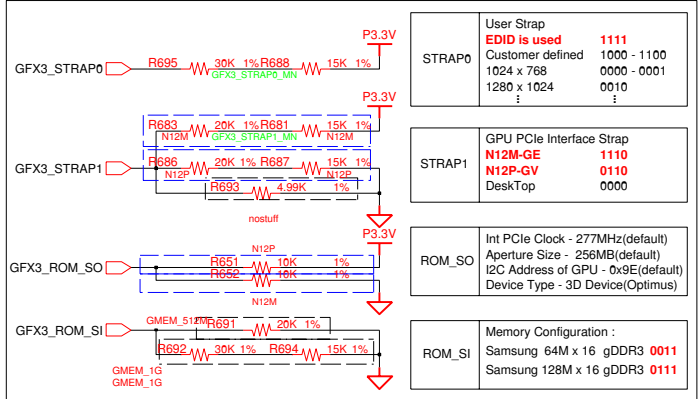 P3.3V
GFX3_STRAP0
R695
30K 1%
R688
15K 1%
GFX3_STRAP0_MN
P3.3V
R683
20K 1%
R681
15K 1%
N12M
GFX3_STRAP1_MN
N12M
GFX3_STRAP1
R686
20K 1%
R687
15K 1%
N12P
N12P
R693
4.99K
1%
nostuff
P3.3V
N12P
R651
10K
1%
GFX3_ROM_SO
R652
10K
1%
N12M
GFX3_ROM_SI
GMEM_512M
R691
20K 1%
R692
30K 1%
R694
15K 1%
GMEM_1G
GMEM_1G
STRAP0
User Strap
EDID is used 1111
Customer defined 1000 - 1100
1024 x 768 0000 - 0001
1280 x 1024 0010
STRAP1
GPU PCIe Interface Strap
N12M-GE 1110
N12P-GV 0110
DeskTop 0000
ROM_SO
Int PCIe Clock - 277MHz(default)
Aperture Size - 256MB(default)
I2C Address of GPU - 0x9E(default)
Device Type - 3D Device(Optimus)
ROM_SI
Memory Configuration :
Samsung 64M x 16 gDDR3 0011
Samsung 128M x 16 gDDR3 0111